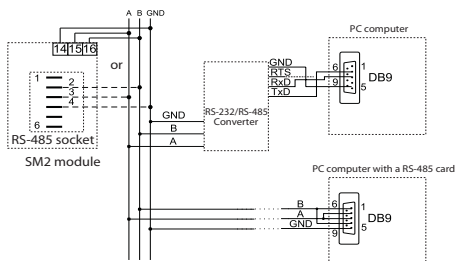 A B GND
14 15 16
or
1
2
3
4
6
RS-485 socket
SM2 module
GND
B
A
RS-232/RS-485
Converter
PC computer
GND
RTS
RxD
TxD
6
9
1
5
DB9
PC computer with a RS-485 card
B
A
GND
6
9
1
5
DB9